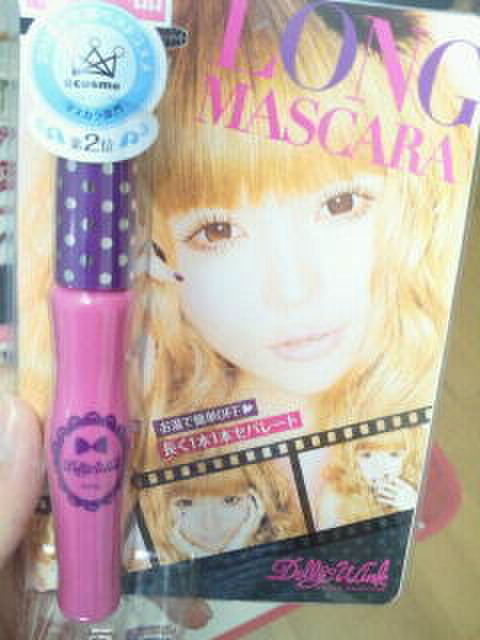 品
LONG
MASCARA
@cosme
マスカラ部門
第2位
お湯で簡単OFF
長く1本1本セパレート
Dolly Wink